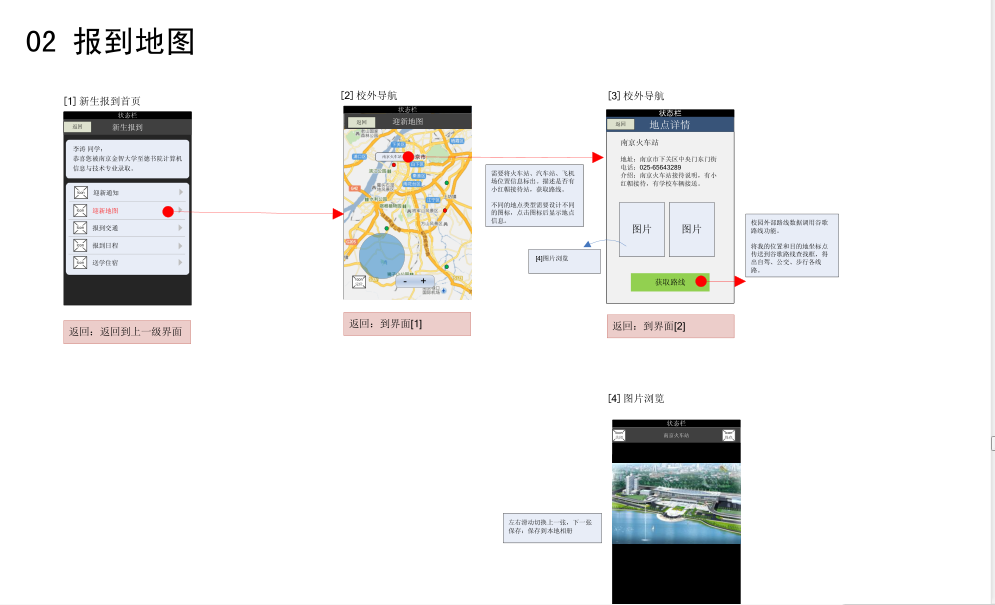 02 报到地图
[1] 新生报到首页
状态栏
返回
新生报到
李涛 同学:
恭喜您被南京金智大学至德书院计算机
信息与技术专业录取。
迎新通知
迎新地图
报到交通
报到日程
送学住宿
返回：返回到上一级界面
[2] 校外导航
状态栏
返回
迎新地图
南京火车站
- +
返回：到界面[1]
需要将火车站、汽车站、飞机
场位置信息标出。描述是否有
小红帽接待站。获取路线。
不同的地点类型需要设计不同
的图标，点击图标后显示地点
信息。
[4]图片浏览
[3] 校外导航
状态栏
返回
地点详情
南京火车站
地址：南京市下关区中央门东门街
电话：025-65643289
介绍：南京火车站接待说明。有小
红帽接待，有学校车辆接送。
图片
图片
获取路线
返回：到界面[2]
校园外部路线数据调用谷歌
路线功能。
将我的位置和目的地坐标点
传送到谷歌路线查找框，得
出自驾、公交、步行各线
路。
[4] 图片浏览
状态栏
南京火车站
左右滑动切换上一张，下一张
保存：保存到本地相册